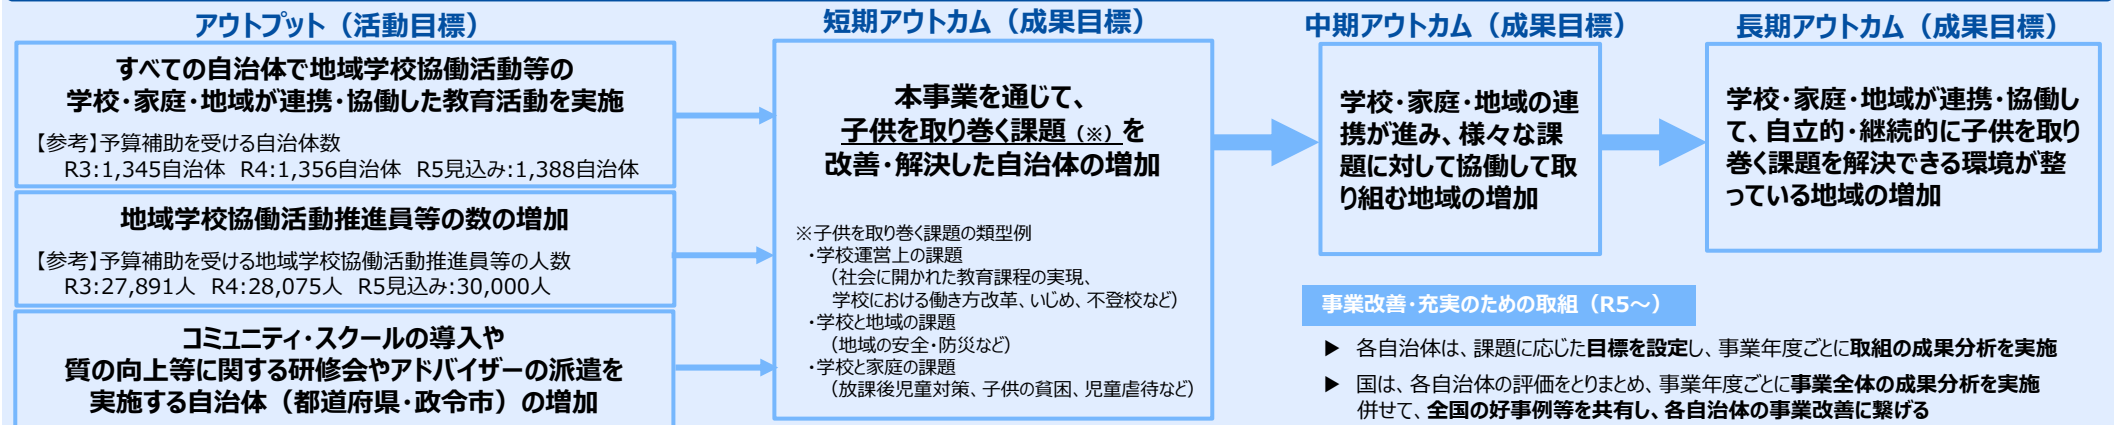 アウトプット（活動目標）
すべての自治体で地域学校協働活動等の
学校・家庭・地域が連携・協働した教育活動を実施
【参考】予算補助を受ける自治体数
R3:1,345自治体 R4:1,356自治体 R5見込み:1,388自治体
地域学校協働活動推進員等の数の増加
【参考】予算補助を受ける地域学校協働活動推進員等の人数
R3:27,891人 R4:28,075人 R5見込み:30,000人
コミュニティ・スクールの導入や
質の向上等に関する研修会やアドバイザーの派遣を
実施する自治体（都道府県・政令市）の増加
短期アウトカム（成果目標）
本事業を通じて、
子供を取り巻く課題（※）を
改善・解決した自治体の増加
※子供を取り巻く課題の類型例
・学校運営上の課題
（社会に開かれた教育課程の実現、
学校における働き方改革、いじめ、不登校など）
・学校と地域の課題
（地域の安全・防災など）
・学校と家庭の課題
（放課後児童対策、子供の貧困、児童虐待など）
中期アウトカム（成果目標）
学校・家庭・地域の連
携が進み、様々な課
題に対して協働して取
り組む地域の増加
長期アウトカム（成果目標）
学校・家庭・地域が連携・協働し
て、自立的・継続的に子供を取り
巻く課題を解決できる環境が整
っている地域の増加
事業改善・充実のための取組（R5～）
▶ 各自治体は、課題に応じた目標を設定し、事業年度ごとに取組の成果分析を実施
▶ 国は、各自治体の評価をとりまとめ、事業年度ごとに事業全体の成果分析を実施
併せて、全国の好事例等を共有し、各自治体の事業改善に繋げる